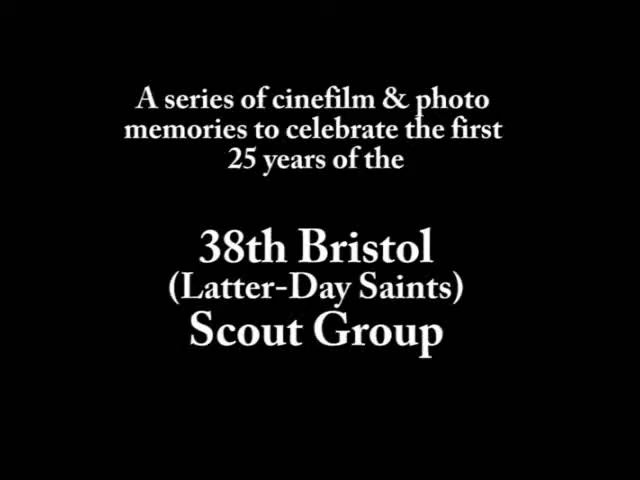 A series of cinefilm & photo
memories to celebrate the first
25 years of the
38th Bristol
(Latter-Day Saints)
Scout Group